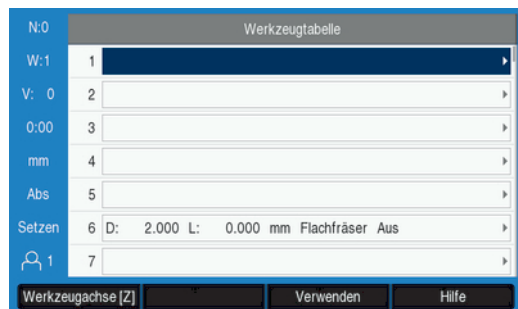 N:0 Werkzeugtabelle
W:1 1
V: 0 2
0:00 3
mm 4
Abs 5
Setzen 6 D: 2.000 L: 0.000 mm Flachfräser Aus
1 7
Werkzeugachse [Z] Verwenden Hilfe